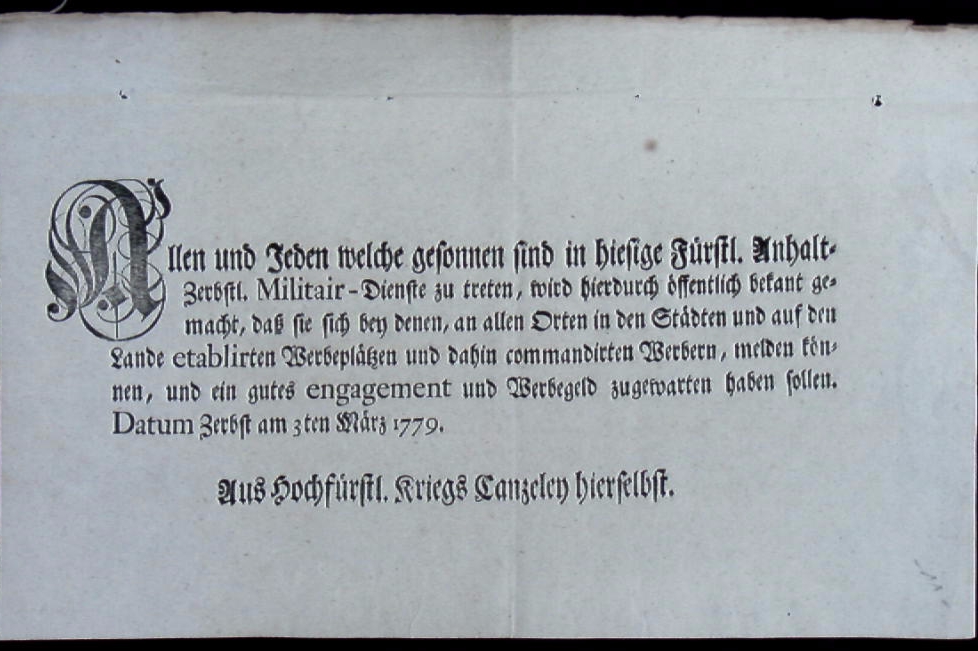 Allen und Jeden welche gesonnen sind in hiesige Fürstl. Anhalt-
Zerbstl. Militair-Dienste zu treten, wird hierdurch öffentlich bekant ge-
macht, daß sie sich bey denen, an allen Orten in den Städten und auf den
Lande etablirten Werbeplätzen und dahin commandirten Werbern, melden kön-
nen, und ein gutes engagement und Werbegeld zugewarten haben sollen.
Datum Zerbst am 3ten März 1779.
Aus Hochfürstl. Kriegs Canzeley hierselbst.